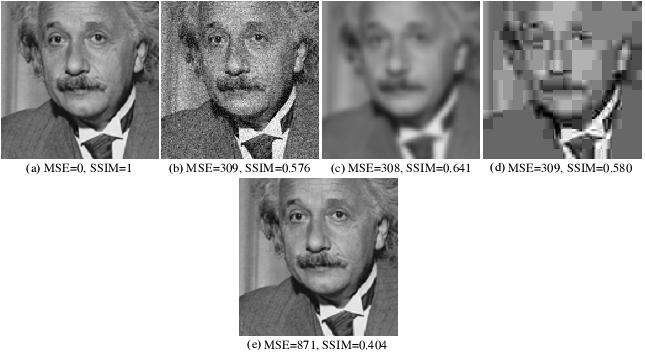 (a) MSE=0, SSIM=1
(b) MSE=309, SSIM=0.576
(c) MSE=308, SSIM=0.641
(d) MSE=309, SSIM=0.580
(e) MSE=871, SSIM=0.404